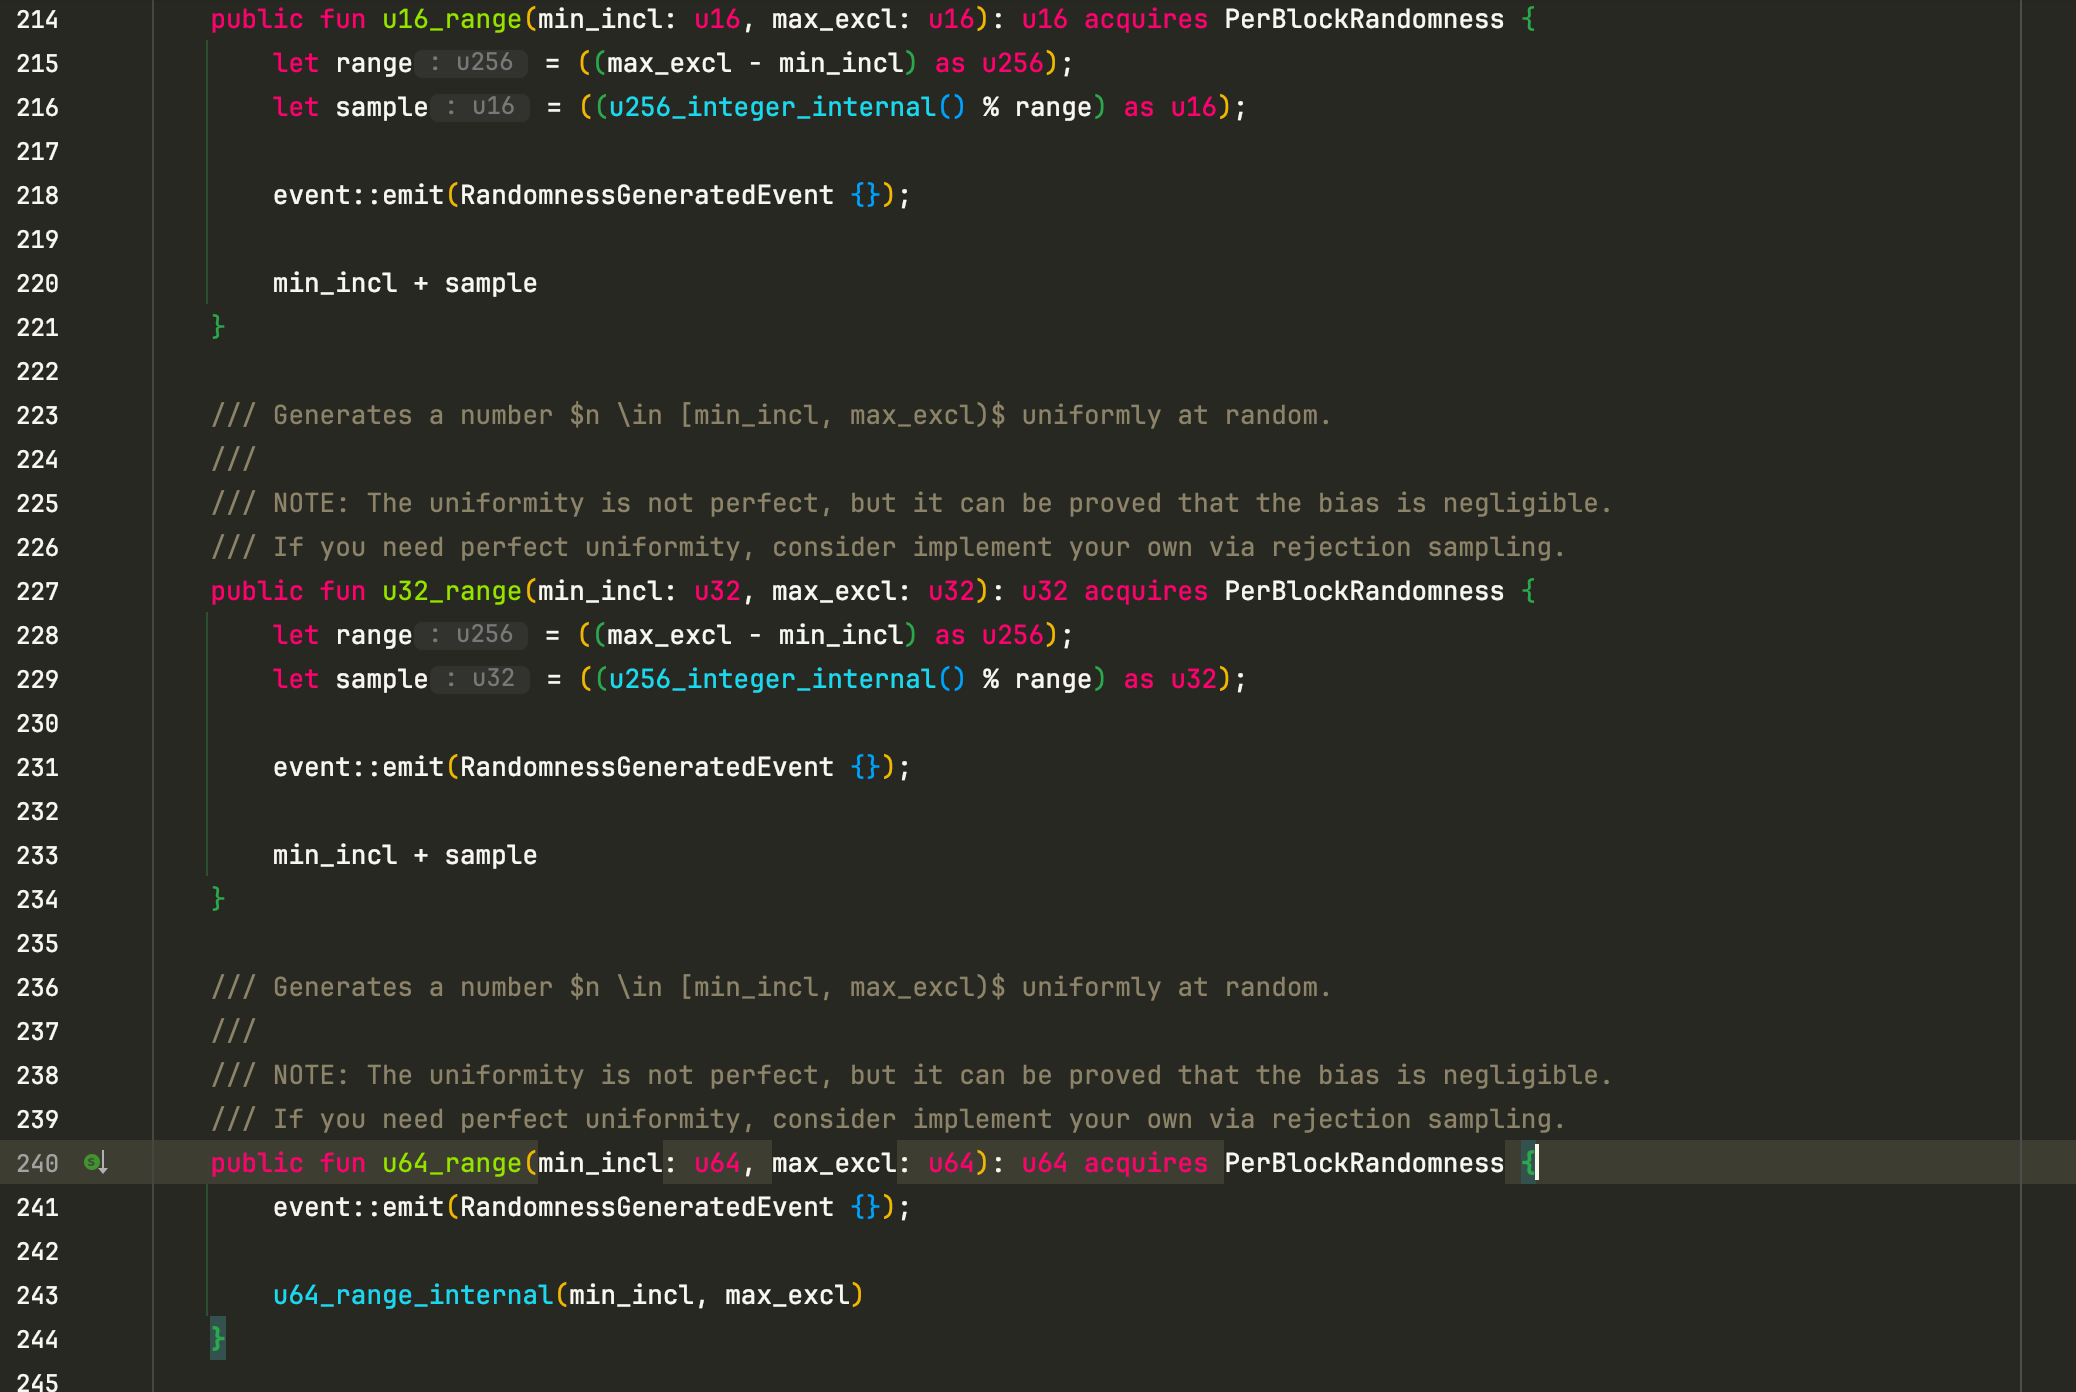 214 public fun u16_range(min_incl: u16, max_excl: u16): u16 acquires PerBlockRandomness {
215 let range : u256 = ((max_excl - min_incl) as u256);
216 let sample : u16 = ((u256_integer_internal() % range) as u16);
217
218 event::emit(RandomnessGeneratedEvent {});
219
220 min_incl + sample
221 }
222
223 /// Generates a number $n \in [min_incl, max_excl)$ uniformly at random.
224 ///
225 /// NOTE: The uniformity is not perfect, but it can be proved that the bias is negligible.
226 /// If you need perfect uniformity, consider implement your own via rejection sampling.
227 public fun u32_range(min_incl: u32, max_excl: u32): u32 acquires PerBlockRandomness {
228 let range : u256 = ((max_excl - min_incl) as u256);
229 let sample : u32 = ((u256_integer_internal() % range) as u32);
230
231 event::emit(RandomnessGeneratedEvent {});
232
233 min_incl + sample
234 }
235
236 /// Generates a number $n \in [min_incl, max_excl)$ uniformly at random.
237 ///
238 /// NOTE: The uniformity is not perfect, but it can be proved that the bias is negligible.
239 /// If you need perfect uniformity, consider implement your own via rejection sampling.
240 public fun u64_range(min_incl: u64, max_excl: u64): u64 acquires PerBlockRandomness {
241 event::emit(RandomnessGeneratedEvent {});
242
243 u64_range_internal(min_incl, max_excl)
244 }
245